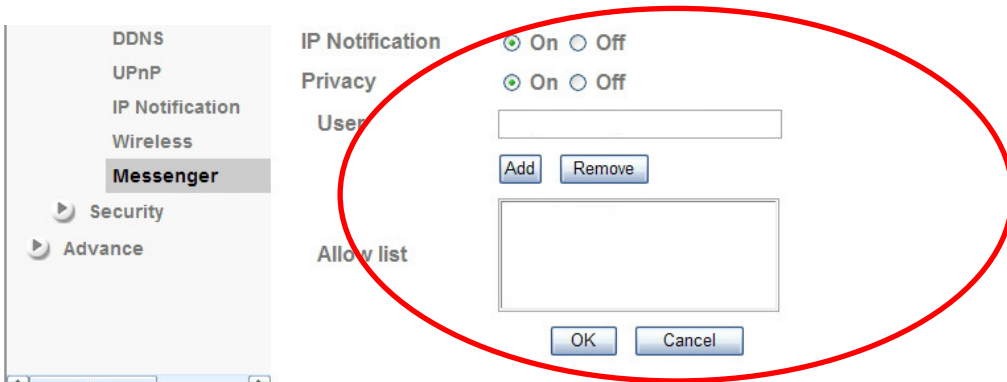 DDNS
UPnP
IP Notification
Wireless
Messenger
Security
Advance
IP Notification On Off
Privacy On Off
User
Add Remove
Allow list
OK Cancel